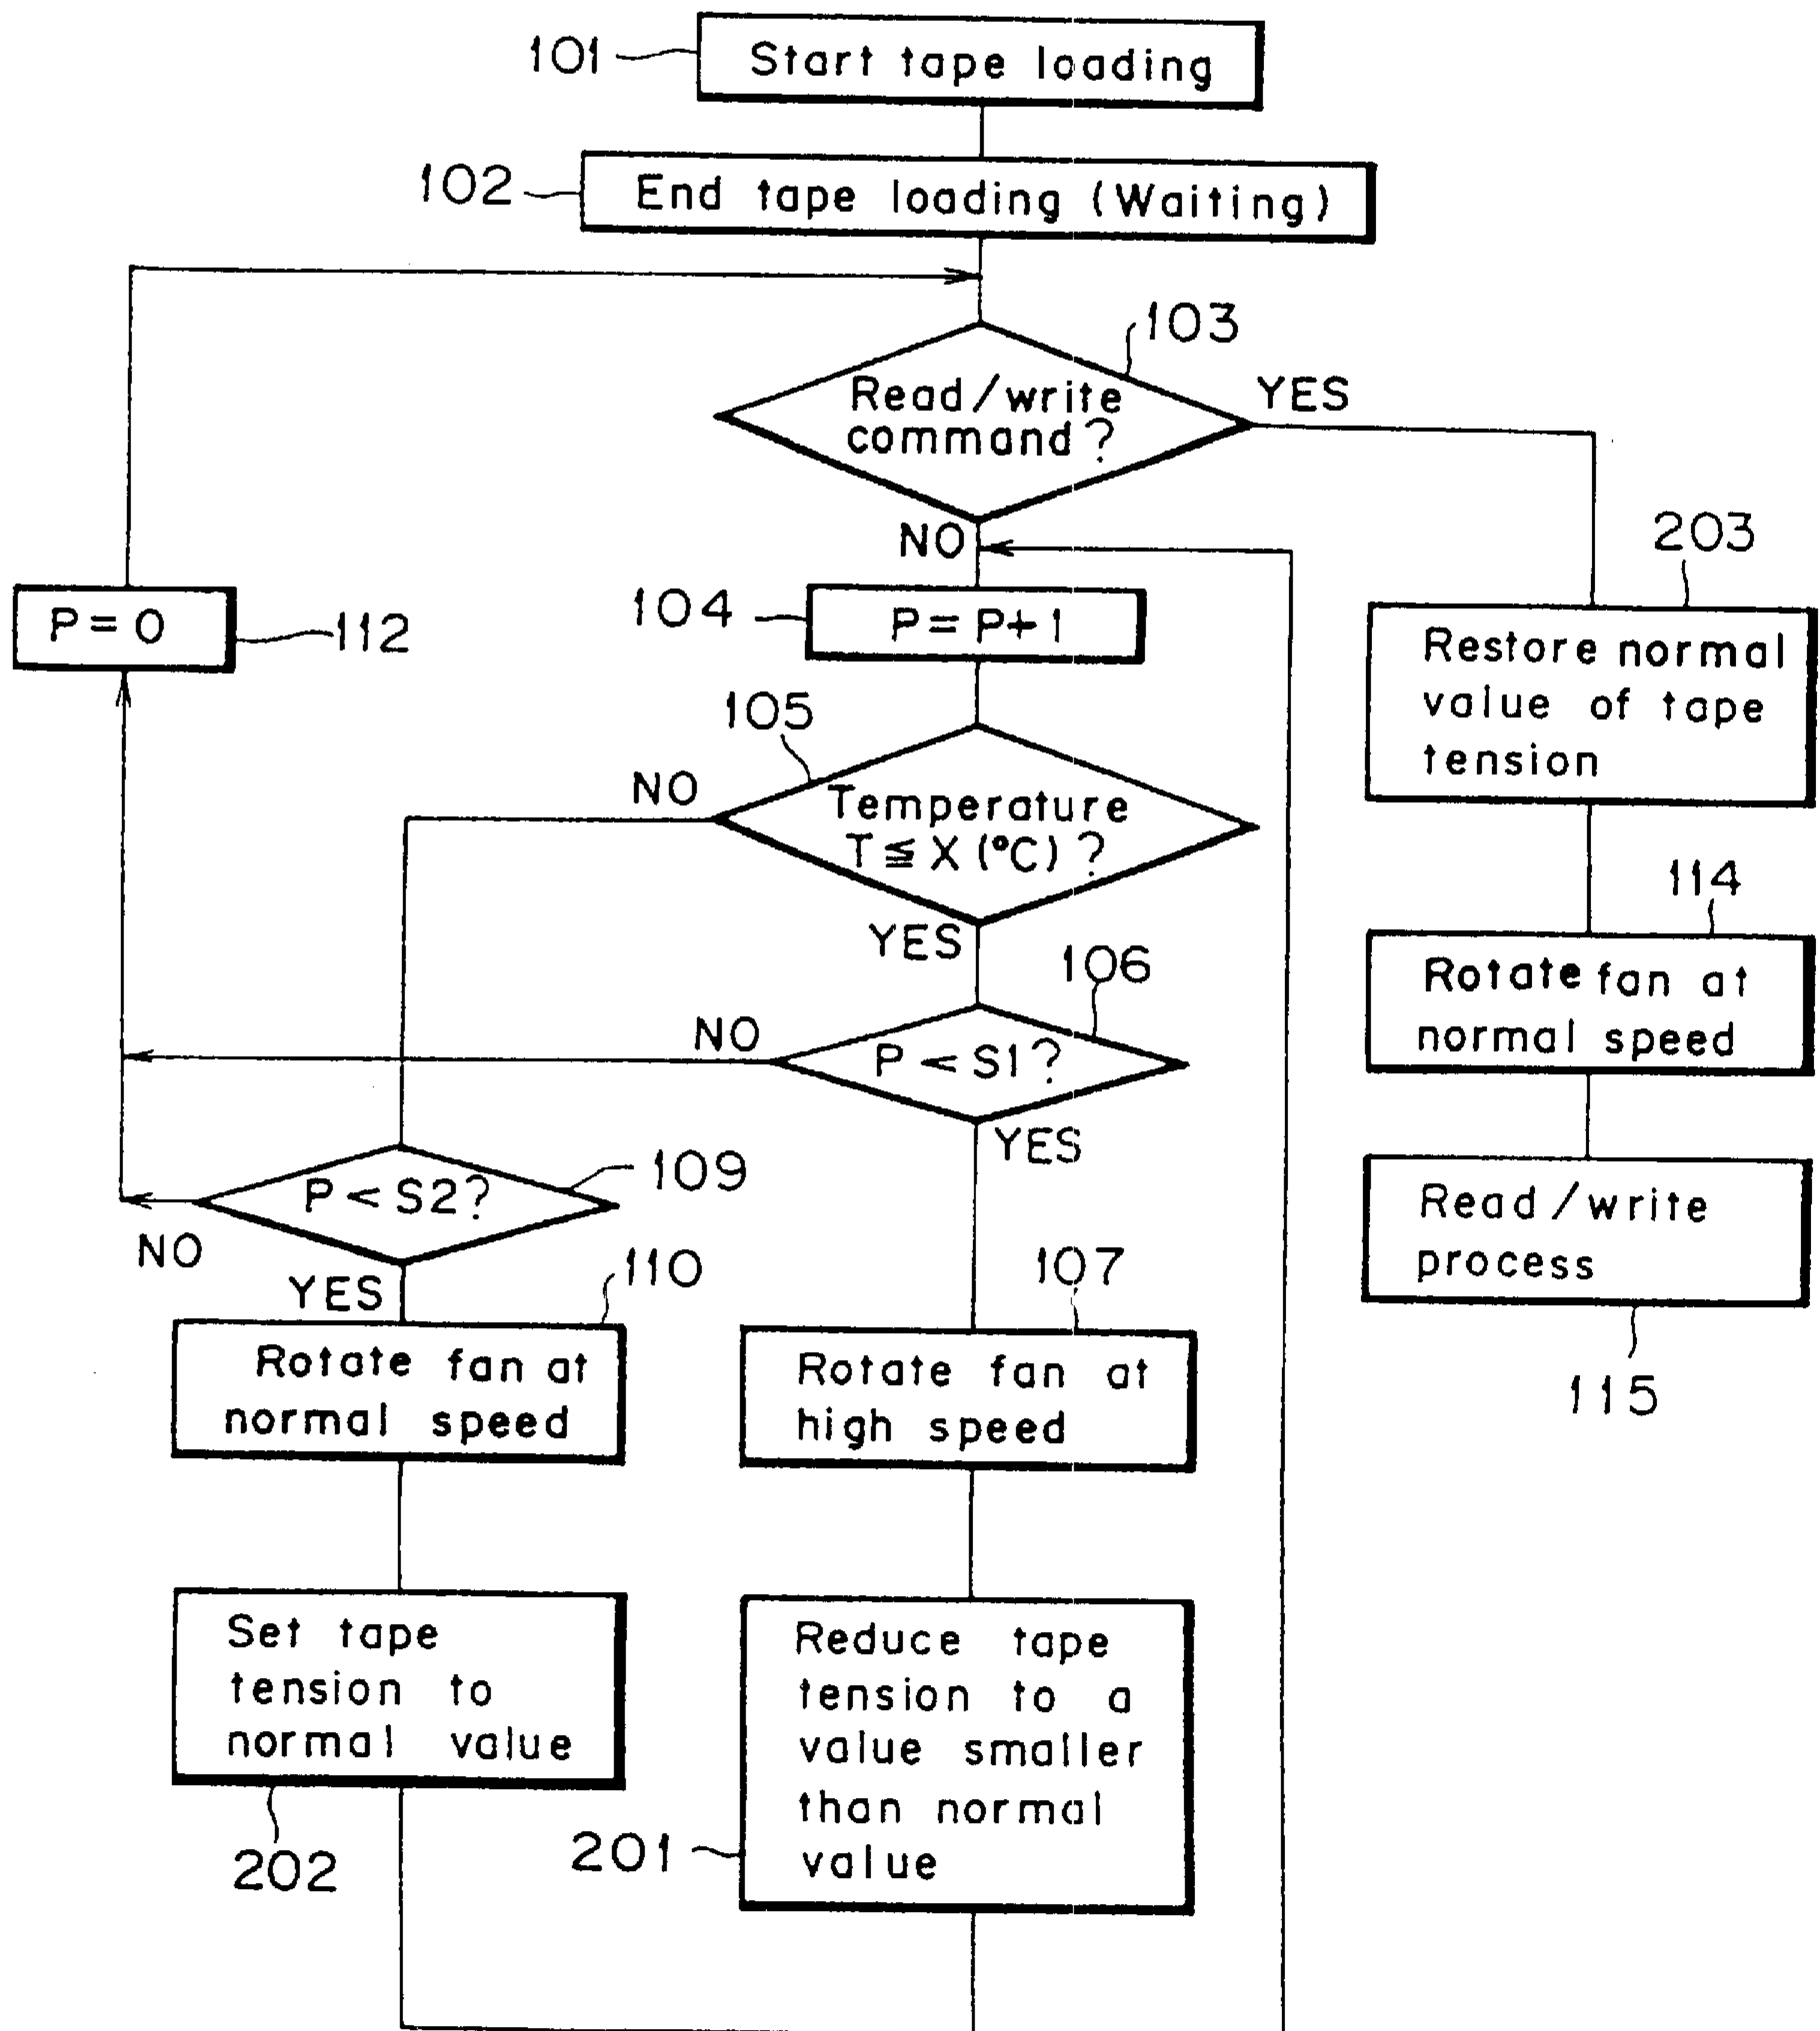 101
Start tape loading
102
End tape loading (Waiting)
103
Read/write
command?
YES
NO
203
Restore normal
value of tape
tension
P=0
112
104
P=P+1
105
NO
Temperature
T≦X(°C)?
YES
114
Rotate fan at
normal speed
106
NO
P<S1?
YES
109
P<S2?
NO
YES
Read/write
process
115
110
Rotate fan at
normal speed
107
Rotate fan at
high speed
Set tape
tension to
normal value
202
Reduce tape
tension to a
value smaller
than normal
value
201